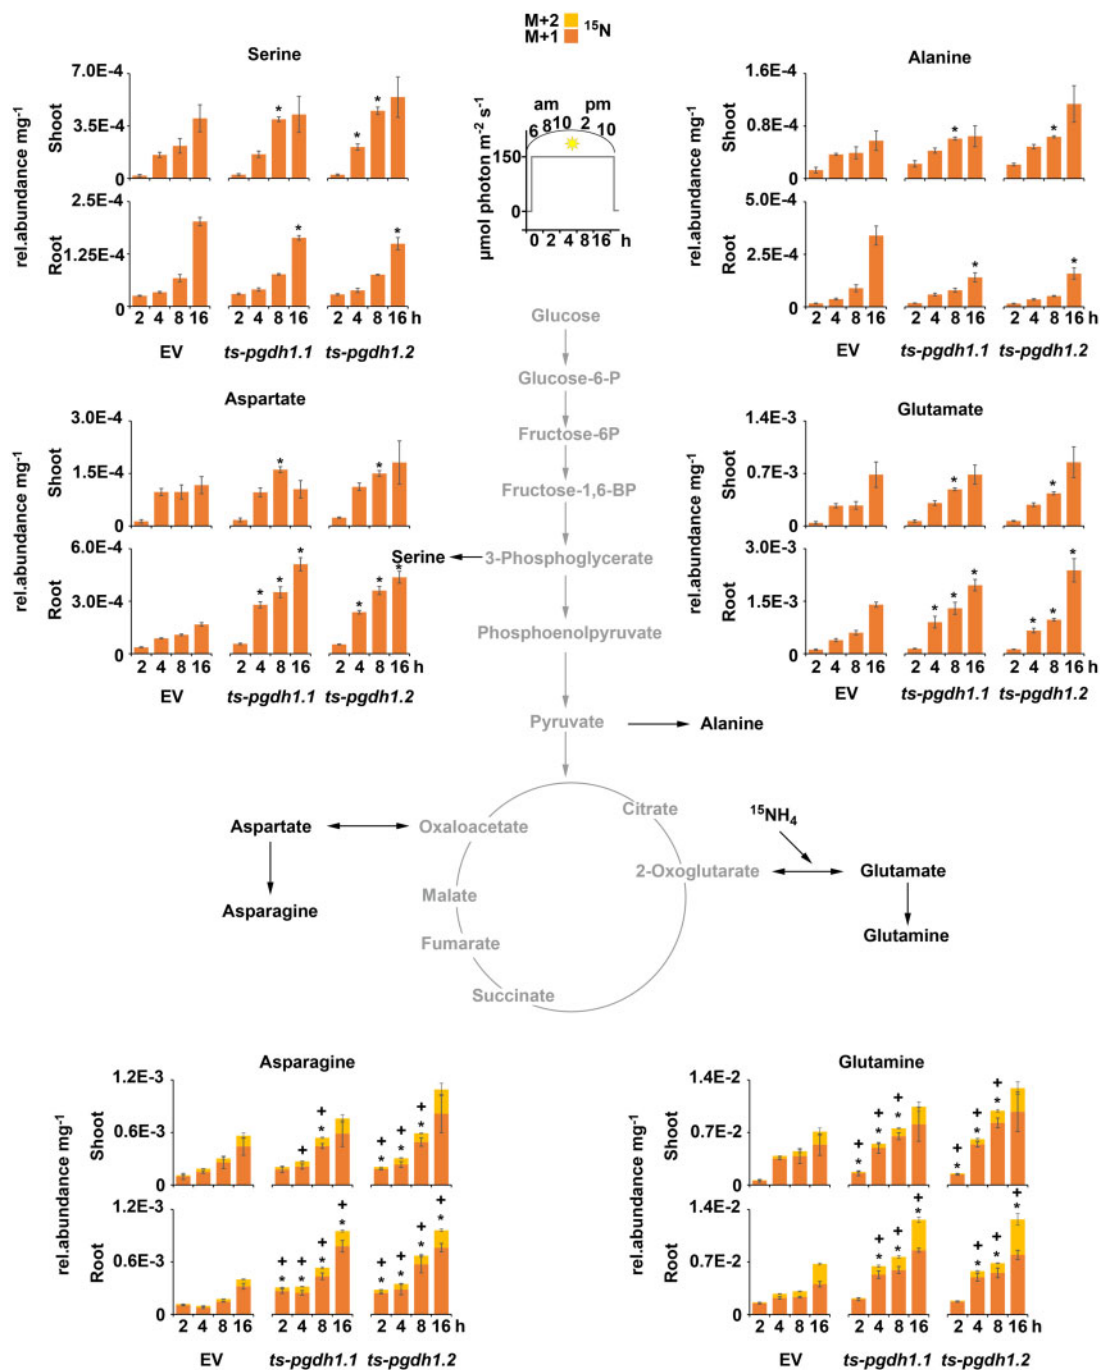 M+2 15N
M+1
Serine
7.0E-4
3.5E-4
0
rel.abundance mg-1
Shoot
2.5E-4
1.25E-4
0
Root
2 4 8 16 2 4 8 16 2 4 8 16 h
EV ts-pgdh1.1 ts-pgdh1.2
am pm
6 8 10 2 10
μmol photon m-2 s-1
150
0
0 2 4 8 16 h
Alanine
1.6E-4
0.8E-4
0
rel.abundance mg-1
Shoot
5.0E-4
2.5E-4
0
Root
2 4 8 16 2 4 8 16 2 4 8 16 h
EV ts-pgdh1.1 ts-pgdh1.2
Aspartate
3.0E-4
1.5E-4
0
rel.abundance mg-1
Shoot
6.0E-4
3.0E-4
0
Root
2 4 8 16 2 4 8 16 2 4 8 16 h
EV ts-pgdh1.1 ts-pgdh1.2
Glutamate
1.4E-3
0.7E-3
0
rel.abundance mg-1
Shoot
3.0E-3
1.5E-3
0
Root
2 4 8 16 2 4 8 16 2 4 8 16 h
EV ts-pgdh1.1 ts-pgdh1.2
Glucose
Glucose-6-P
Fructose-6P
Fructose-1,6-BP
Serine 3-Phosphoglycerate
Phosphoenolpyruvate
Pyruvate Alanine
Citrate
15NH4
Aspartate Oxaloacetate
2-Oxoglutarate Glutamate
Malate
Asparagine
Glutamine
Fumarate
Succinate
Asparagine
1.2E-3
0.6E-3
0
rel.abundance mg-1
Shoot
1.2E-3
0.6E-3
0
Root
2 4 8 16 2 4 8 16 2 4 8 16 h
EV ts-pgdh1.1 ts-pgdh1.2
Glutamine
1.4E-2
0.7E-2
0
rel.abundance mg-1
Shoot
1.4E-2
0.7E-2
0
Root
2 4 8 16 2 4 8 16 2 4 8 16 h
EV ts-pgdh1.1 ts-pgdh1.2